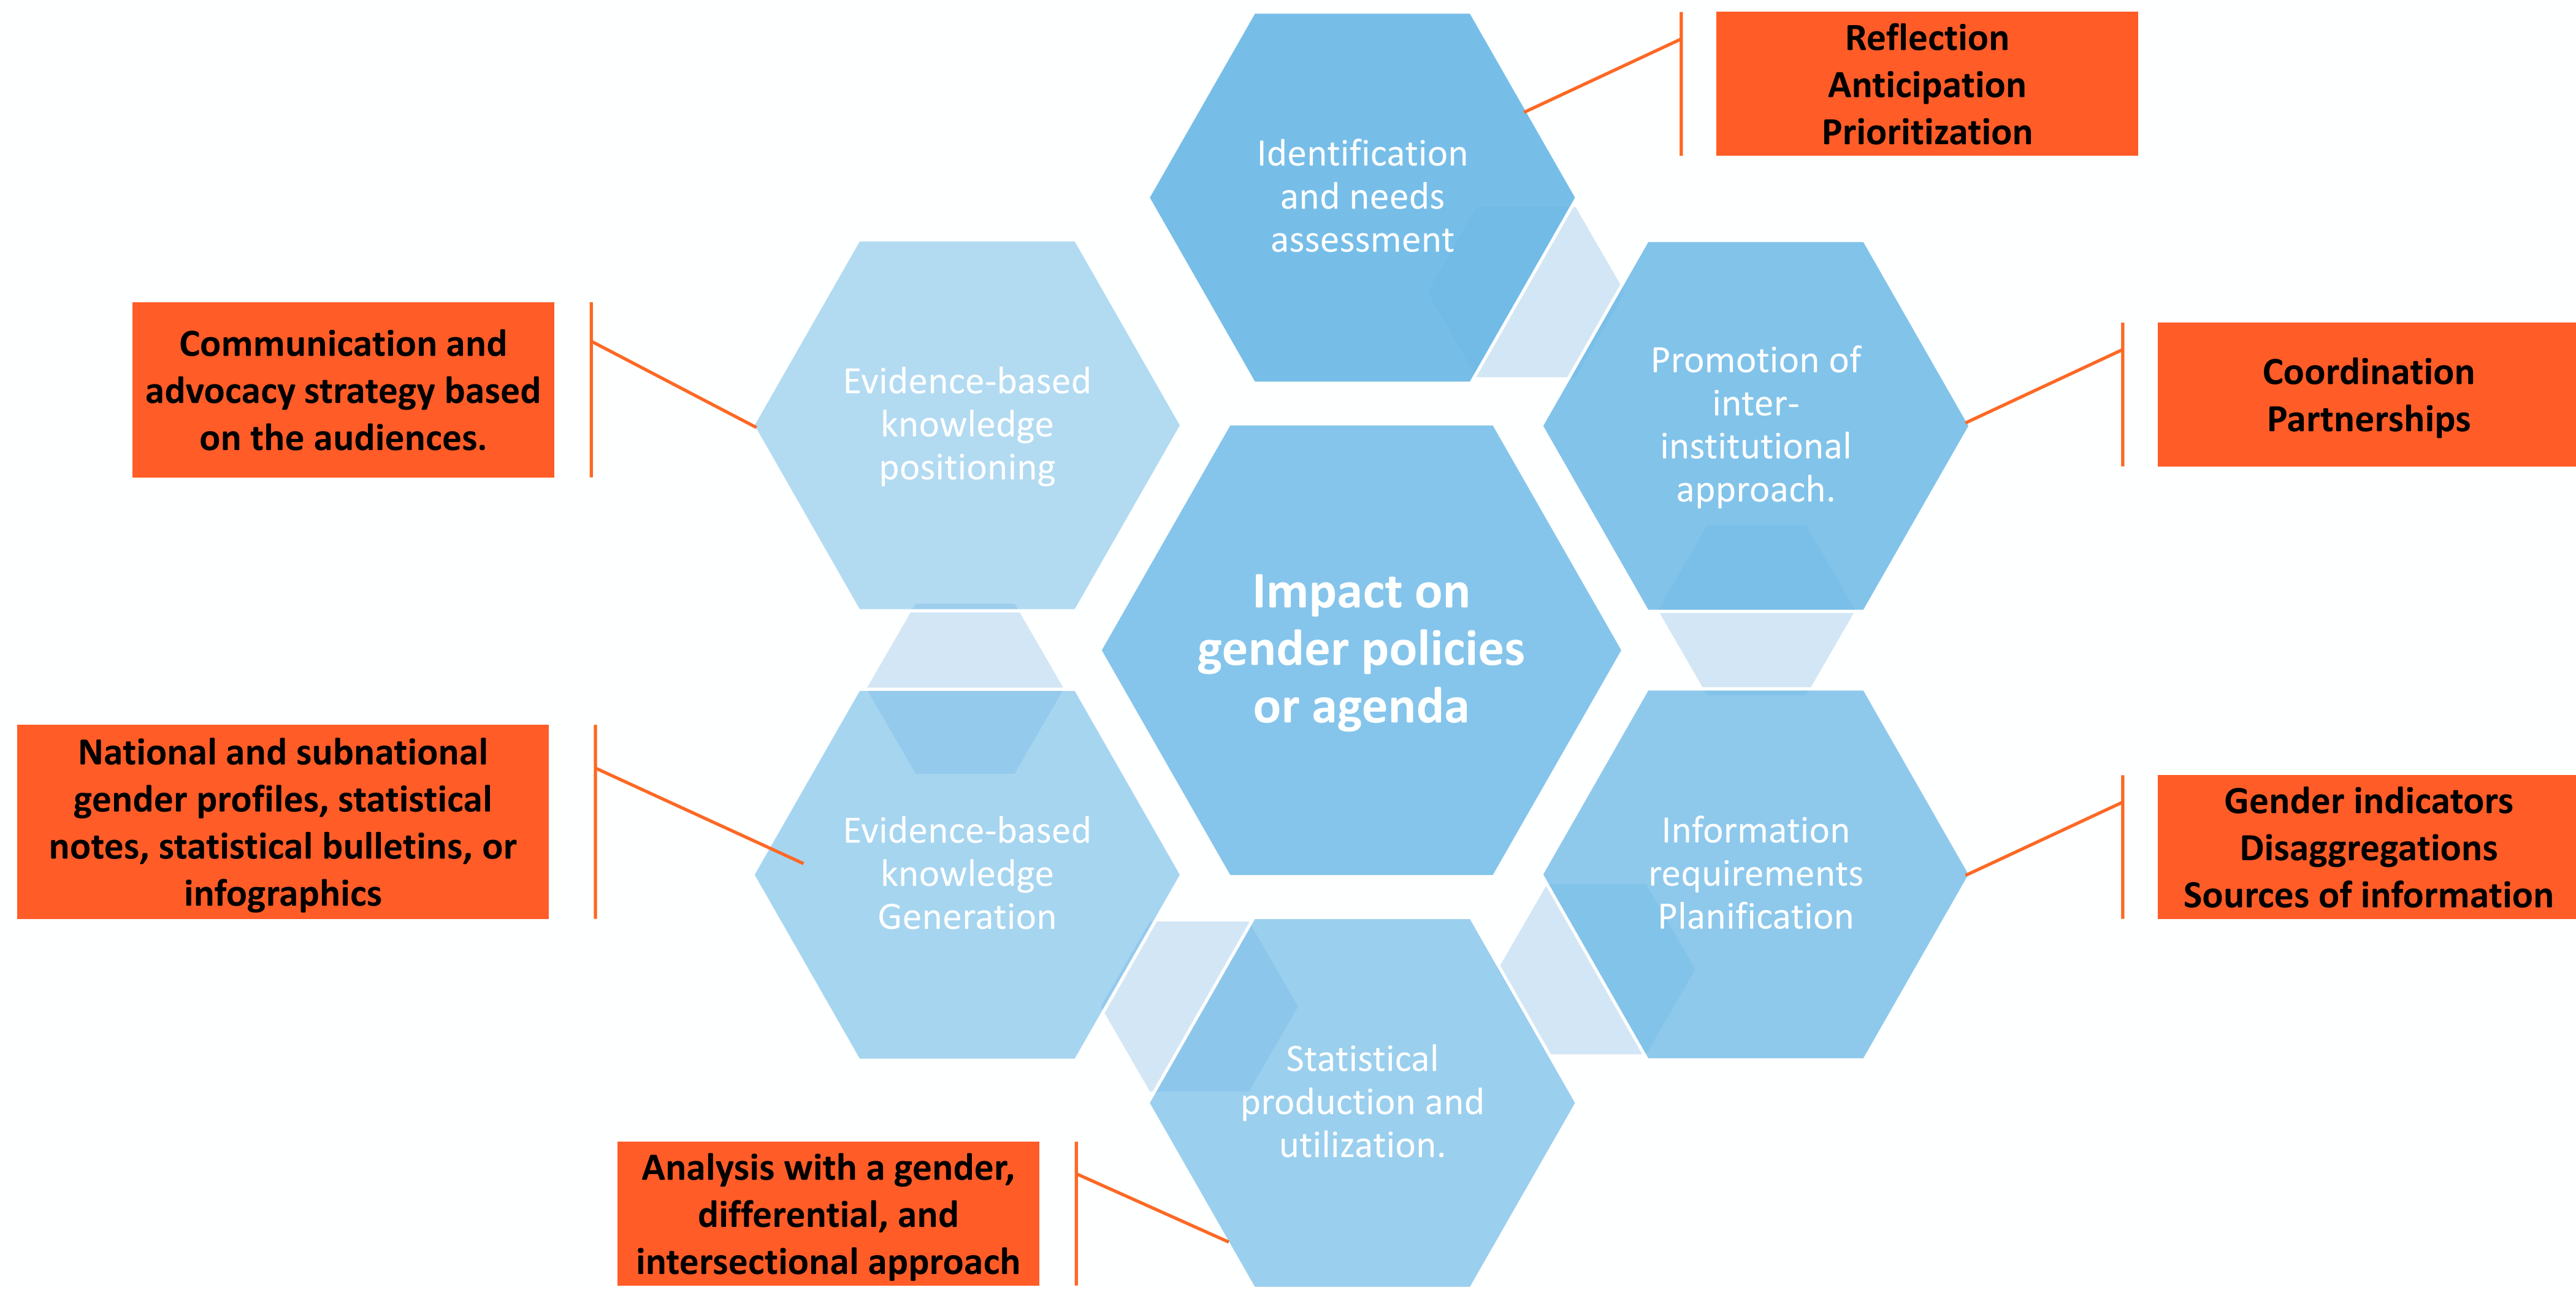 Reflection
Anticipation
Prioritization
Identification
and needs
assessment
Promotion of
inter-
institutional
approach.
Coordination
Partnerships
Communication and
advocacy strategy based
on the audiences.
Evidence-based
knowledge
positioning
Impact on
gender policies
or agenda
National and subnational
gender profiles, statistical
notes, statistical bulletins, or
infographics
Evidence-based
knowledge
Generation
Information
requirements
Planification
Gender indicators
Disaggregations
Sources of information
Statistical
production and
utilization.
Analysis with a gender,
differential, and
intersectional approach